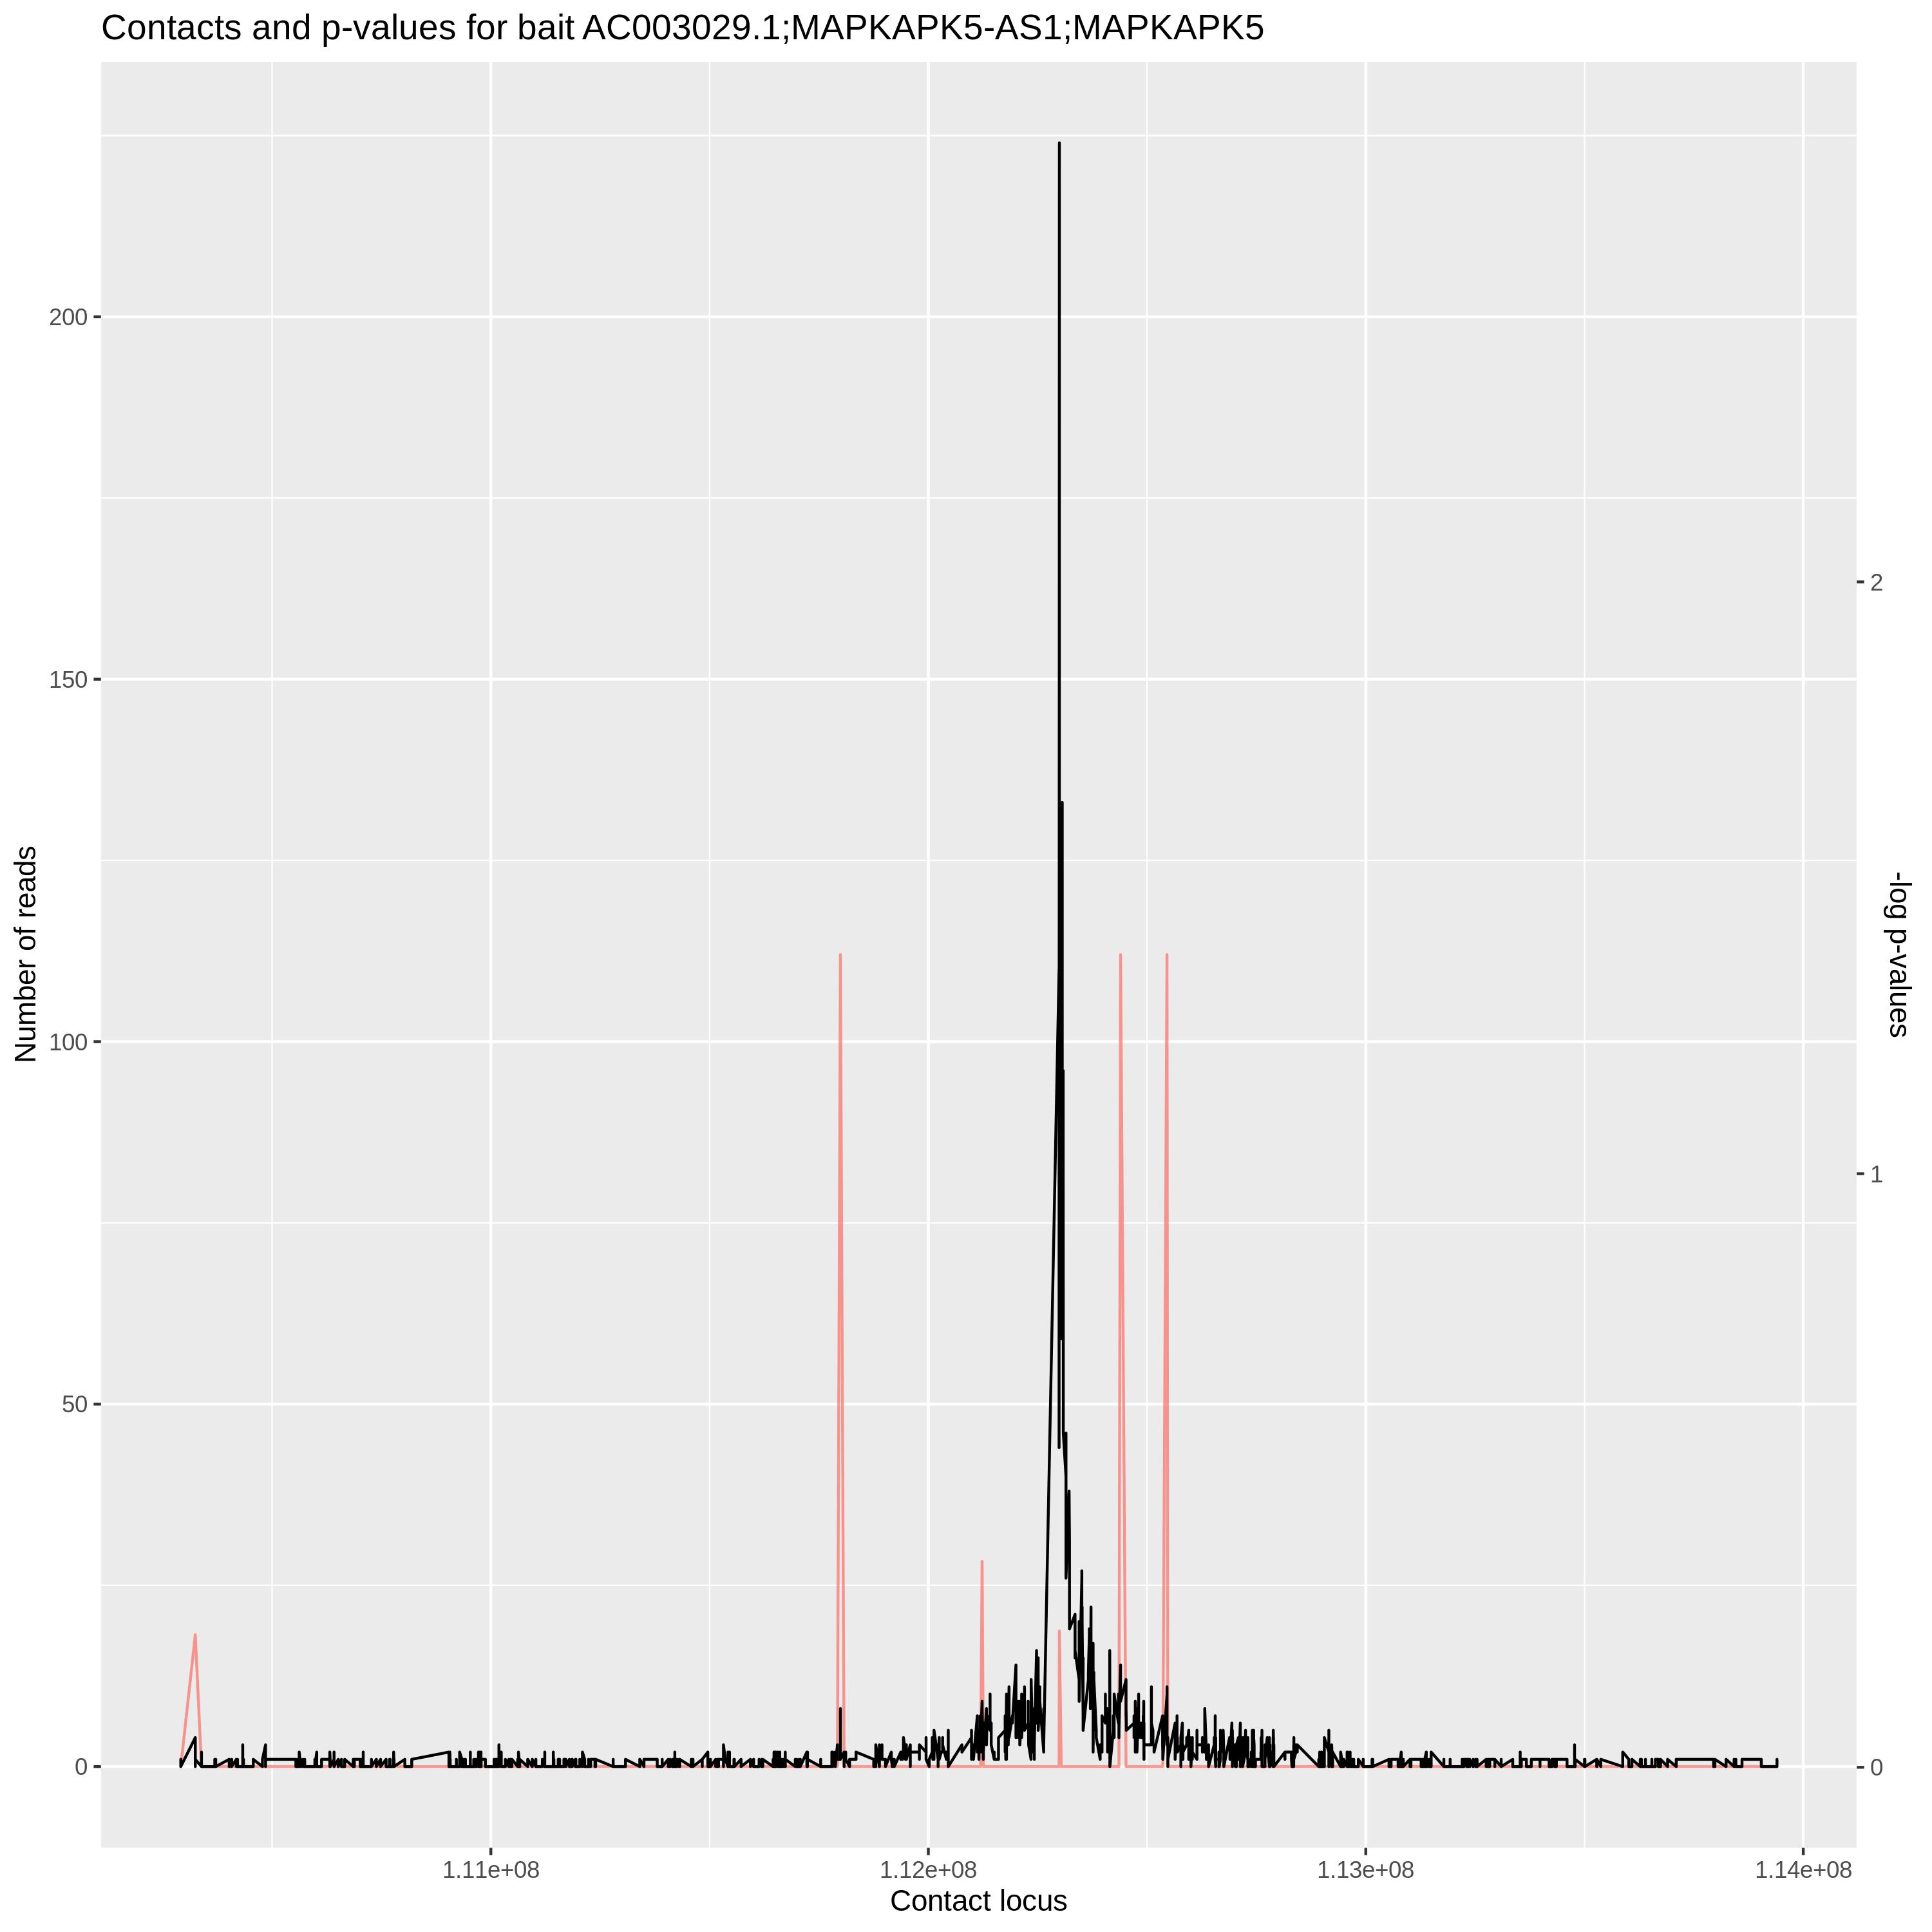 Contacts and p-values for bait AC003029.1;MAPKAPK5-AS1;MAPKAPK5
200
150
100
50
0
Number of reads
2
1
0
-log p-values
1.11e+08
1.12e+08
1.13e+08
1.14e+08
Contact locus